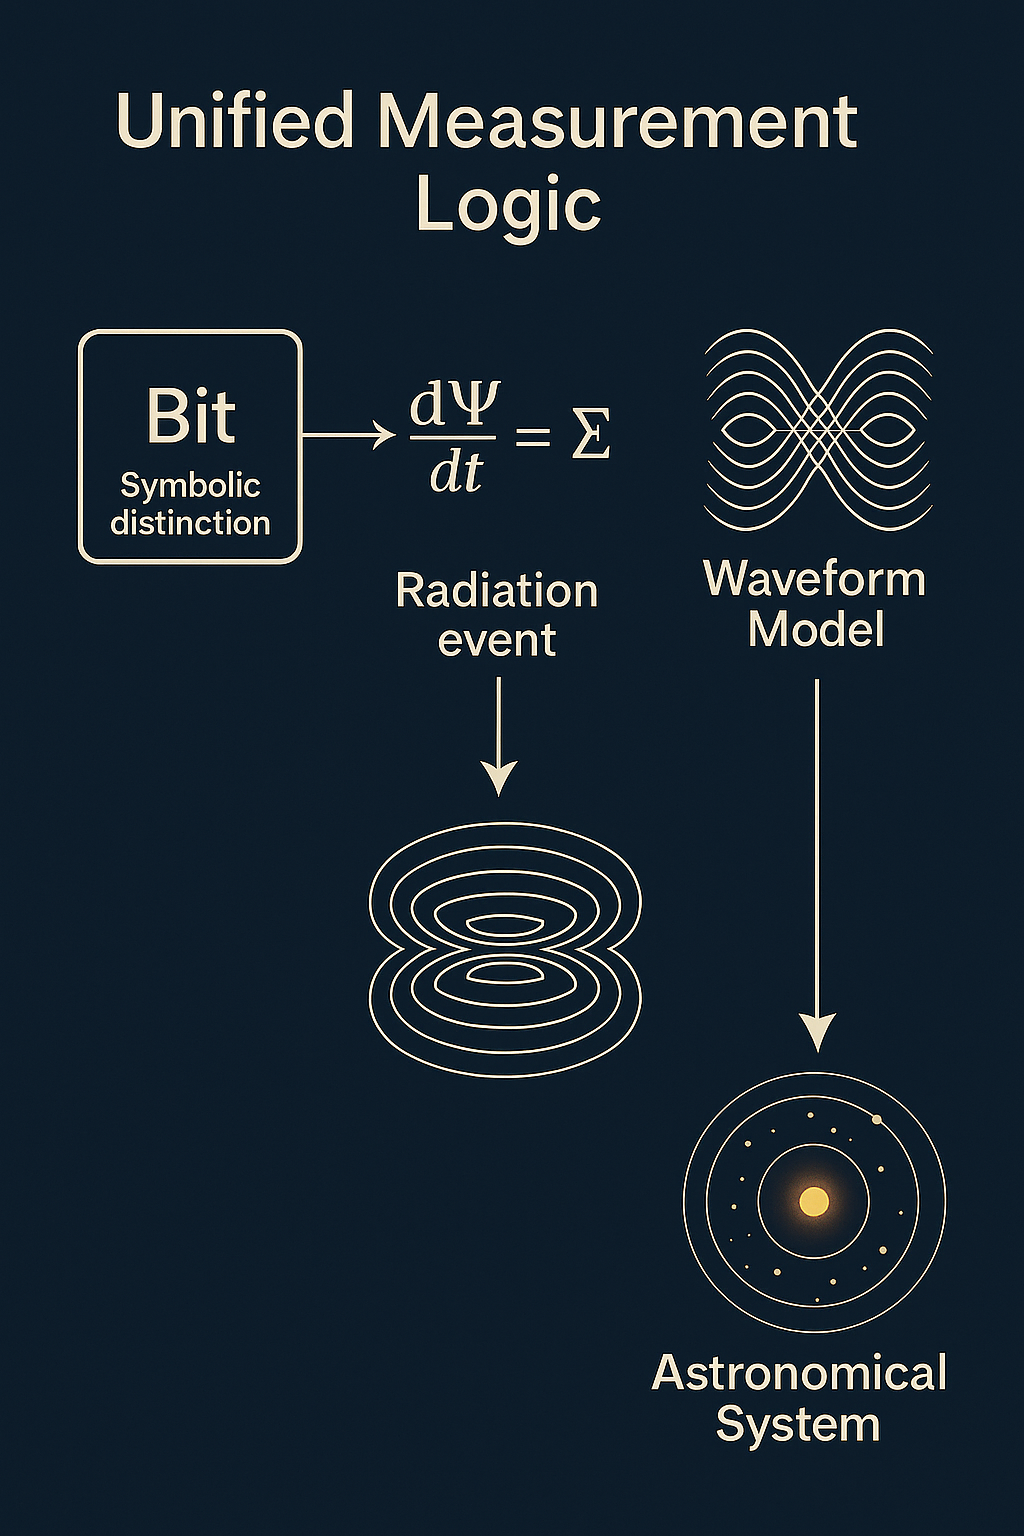 Unified Measurement
Logic
Bit
Symbolic
distinction
dΨ
dt
= Σ
Radiation
event
Waveform
Model
Astronomical
System